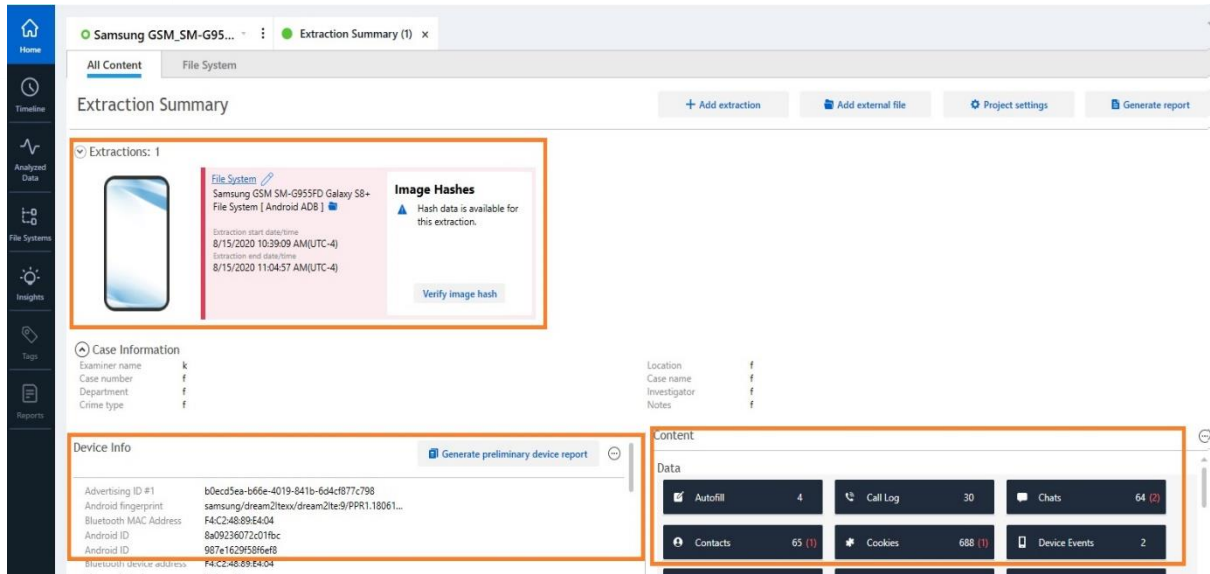 Home
Timeline
Analyzed
Data
File Systems
Insights
Tags
Reports
Samsung GSM_SM-G95...
Extraction Summary (1) x
All Content
File System
Extraction Summary
+ Add extraction
Add external file
Project settings
Generate report
Extractions: 1
File System
Samsung GSM SM-G955FD Galaxy S8+
File System [ Android ADB ]
Extraction start date/time
8/15/2020 10:39:09 AM(UTC-4)
Extraction end date/time
8/15/2020 11:04:57 AM(UTC-4)
Image Hashes
Hash data is available for
this extraction.
Verify image hash
Case Information
Examiner name k
Case number f
Department f
Crime type f
Location f
Case name f
Investigator f
Notes f
Device Info
Generate preliminary device report
Advertising ID #1 b0ecd5ea-b66e-4019-841b-6d4cf877c798
Android fingerprint samsung/dream2ltexx/dream2lte:9/PPR1.18061...
Bluetooth MAC Address F4:C2:48:89:E4:04
Android ID 8a09236072c01fbc
Android ID 987e1629f58f6ef8
Bluetooth device address F4:C2:48:89:E4:04
Content
Data
Autofill 4
Call Log 30
Chats 64 (2)
Contacts 65 (1)
Cookies 688 (1)
Device Events 2